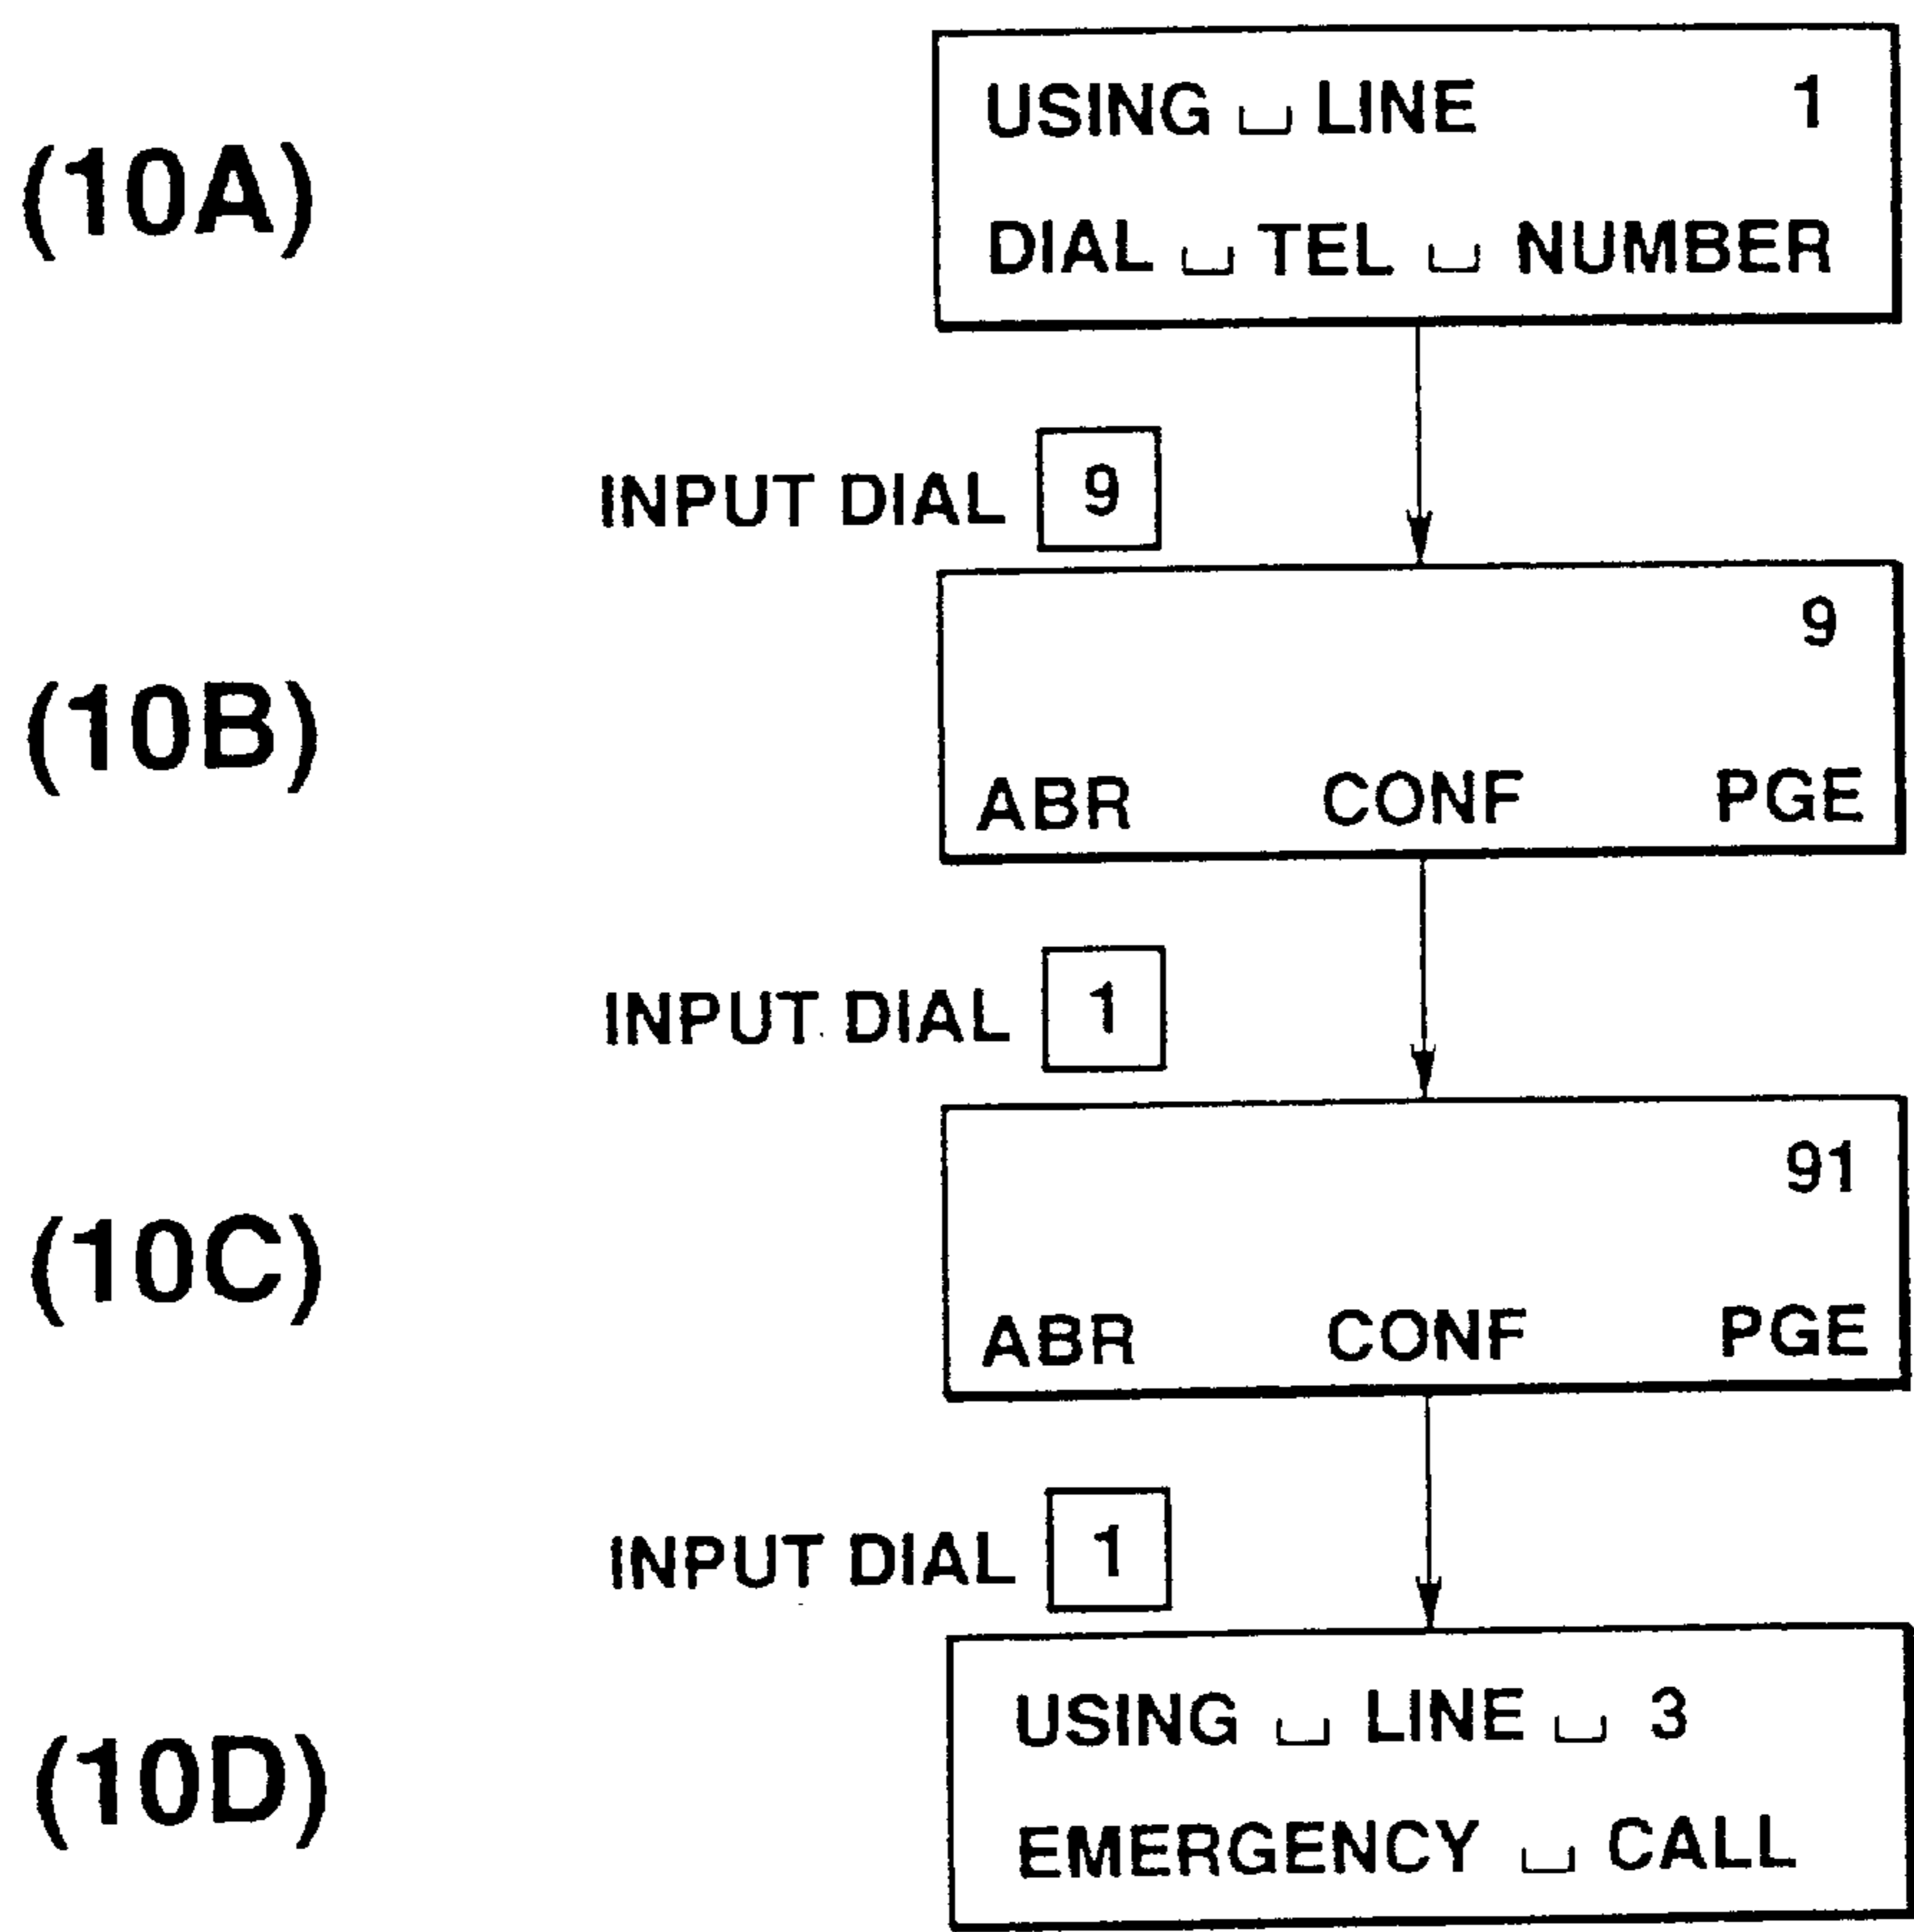 (10A)
USING ␣ LINE 1
DIAL ␣ TEL ␣ NUMBER
INPUT DIAL 9
(10B)
9
ABR CONF PGE
INPUT DIAL 1
(10C)
91
ABR CONF PGE
INPUT DIAL 1
(10D)
USING ␣ LINE ␣ 3
EMERGENCY ␣ CALL